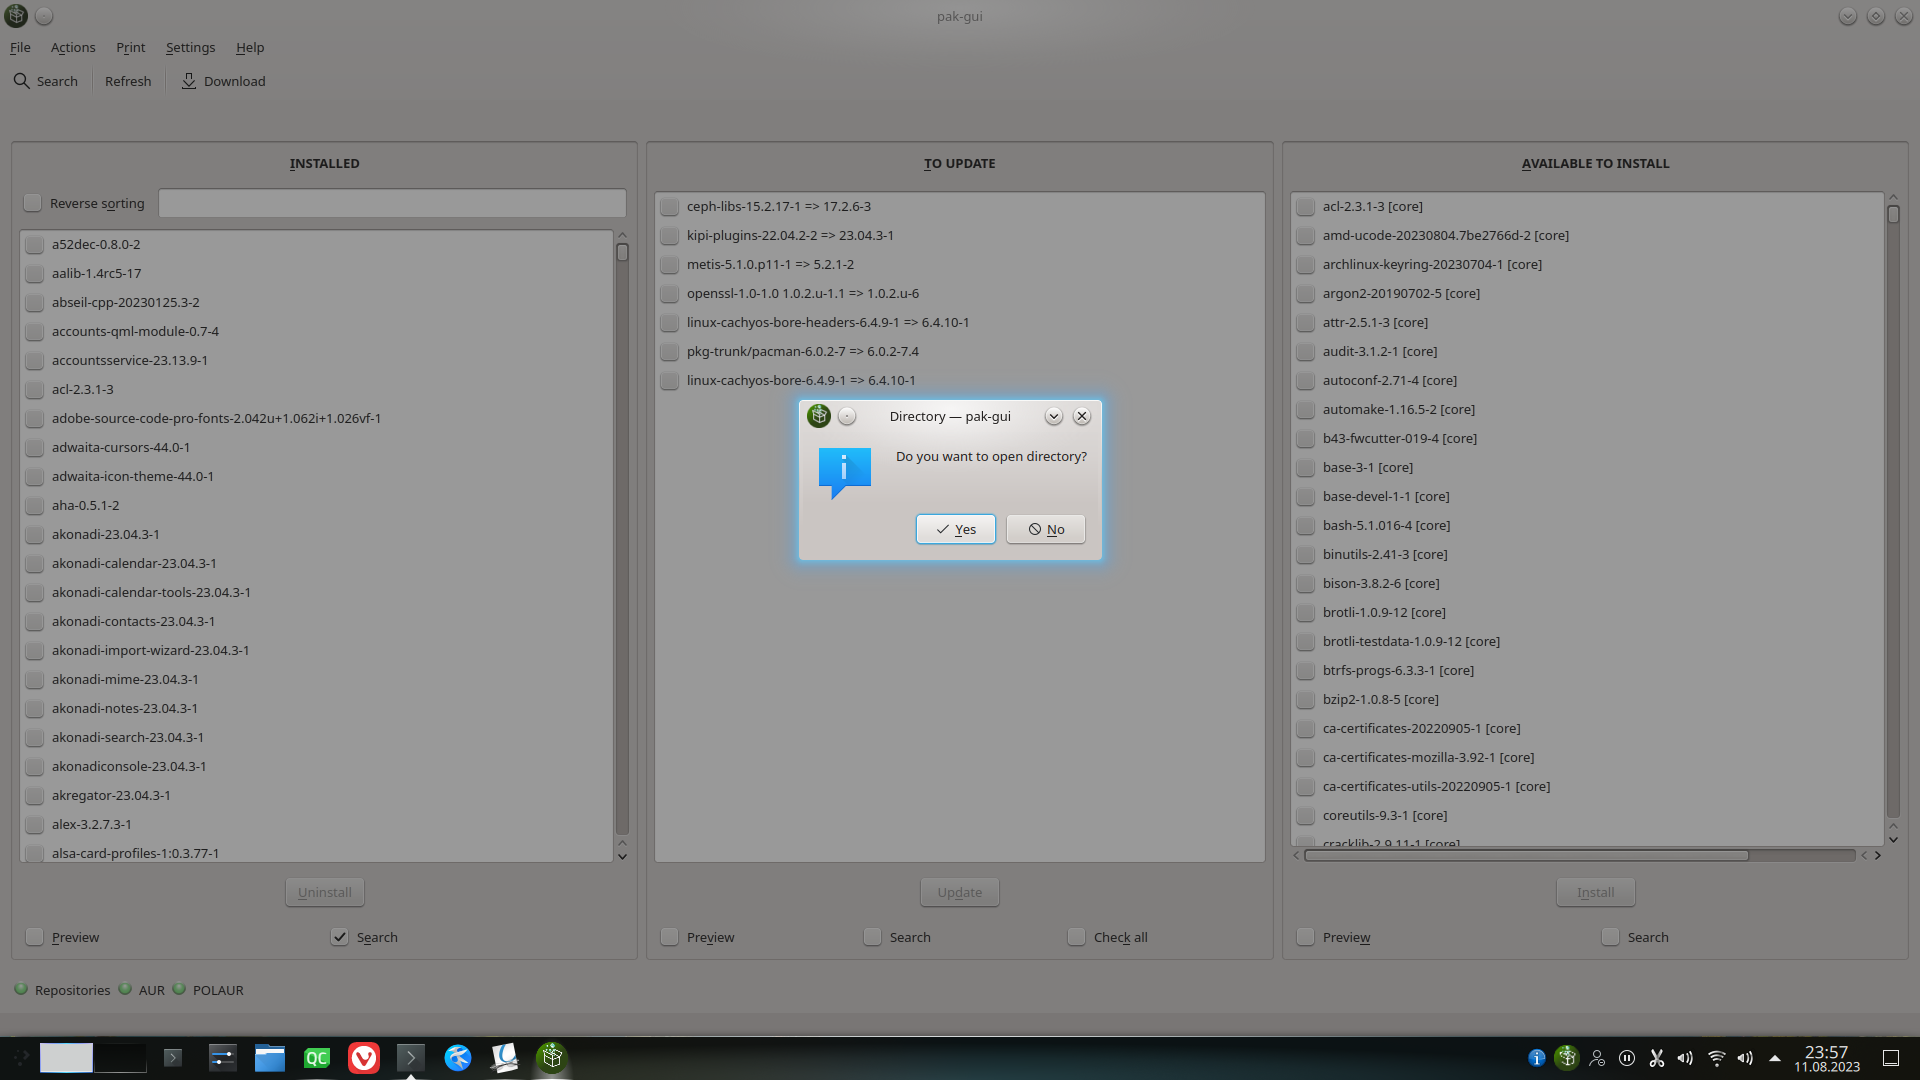 pak-gui
File Actions Print Settings Help
Search Refresh Download
INSTALLED
Reverse sorting
a52dec-0.8.0-2
aalib-1.4rc5-17
abseil-cpp-20230125.3-2
accounts-qml-module-0.7-4
accountsservice-23.13.9-1
acl-2.3.1-3
adobe-source-code-pro-fonts-2.042u+1.062i+1.026vf-1
adwaita-cursors-44.0-1
adwaita-icon-theme-44.0-1
aha-0.5.1-2
akonadi-23.04.3-1
akonadi-calendar-23.04.3-1
akonadi-calendar-tools-23.04.3-1
akonadi-contacts-23.04.3-1
akonadi-import-wizard-23.04.3-1
akonadi-mime-23.04.3-1
akonadi-notes-23.04.3-1
akonadi-search-23.04.3-1
akonadiconsole-23.04.3-1
akregator-23.04.3-1
alex-3.2.7.3-1
alsa-card-profiles-1:0.3.77-1
Uninstall
Preview Search
TO UPDATE
ceph-libs-15.2.17-1 => 17.2.6-3
kipi-plugins-22.04.2-2 => 23.04.3-1
metis-5.1.0.p11-1 => 5.2.1-2
openssl-1.0-1.0 1.0.2.u-1.1 => 1.0.2.u-6
linux-cachyos-bore-headers-6.4.9-1 => 6.4.10-1
pkg-trunk/pacman-6.0.2-7 => 6.0.2-7.4
linux-cachyos-bore-6.4.9-1 => 6.4.10-1
Directory — pak-gui
Do you want to open directory?
Yes No
Update
Preview Search Check all
AVAILABLE TO INSTALL
acl-2.3.1-3 [core]
amd-ucode-20230804.7be2766d-2 [core]
archlinux-keyring-20230704-1 [core]
argon2-20190702-5 [core]
attr-2.5.1-3 [core]
audit-3.1.2-1 [core]
autoconf-2.71-4 [core]
automake-1.16.5-2 [core]
b43-fwcutter-019-4 [core]
base-3-1 [core]
base-devel-1-1 [core]
bash-5.1.016-4 [core]
binutils-2.41-3 [core]
bison-3.8.2-6 [core]
brotli-1.0.9-12 [core]
brotli-testdata-1.0.9-12 [core]
btrfs-progs-6.3.3-1 [core]
bzip2-1.0.8-5 [core]
ca-certificates-20220905-1 [core]
ca-certificates-mozilla-3.92-1 [core]
ca-certificates-utils-20220905-1 [core]
coreutils-9.3-1 [core]
cracklib-2.9.11-1 [core]
Install
Preview Search
Repositories AUR POLAUR
QC
23:57
11.08.2023